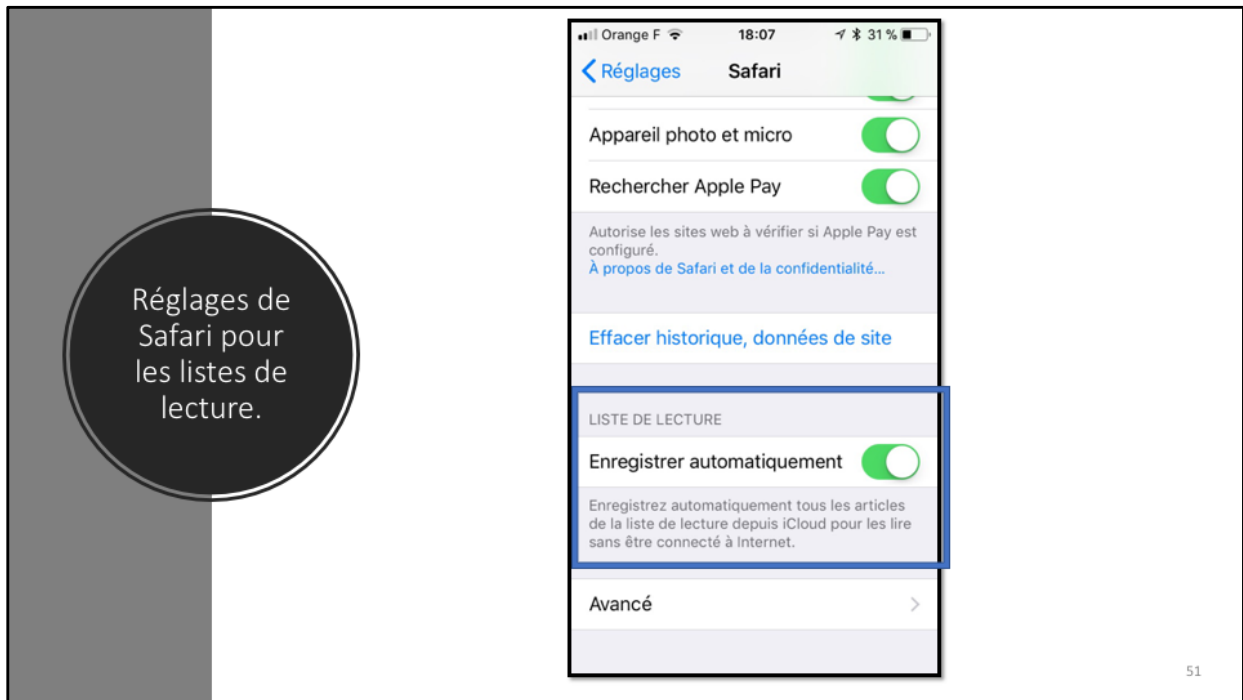 Réglages de
Safari pour
les listes de
lecture.
Orange F 18:07 31 %
Réglages Safari
Appareil photo et micro
Rechercher Apple Pay
Autorise les sites web à vérifier si Apple Pay est
configuré.
À propos de Safari et de la confidentialité...
Effacer historique, données de site
LISTE DE LECTURE
Enregistrer automatiquement
Enregistrez automatiquement tous les articles
de la liste de lecture depuis iCloud pour les lire
sans être connecté à Internet.
Avancé
51